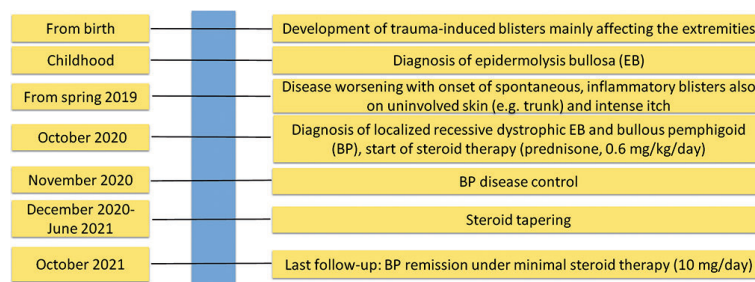 From birth
Development of trauma-induced blisters mainly affecting the extremities
Childhood
Diagnosis of epidermolysis bullosa (EB)
From spring 2019
Disease worsening with onset of spontaneous, inflammatory blisters also
on uninvolved skin (e.g. trunk) and intense itch
October 2020
Diagnosis of localized recessive dystrophic EB and bullous pemphigoid
(BP), start of steroid therapy (prednisone, 0.6 mg/kg/day)
November 2020
BP disease control
December 2020-
June 2021
Steroid tapering
October 2021
Last follow-up: BP remission under minimal steroid therapy (10 mg/day)